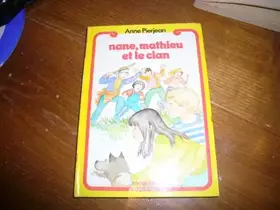 Anne Pierjean
nane, mathieu
et le clan